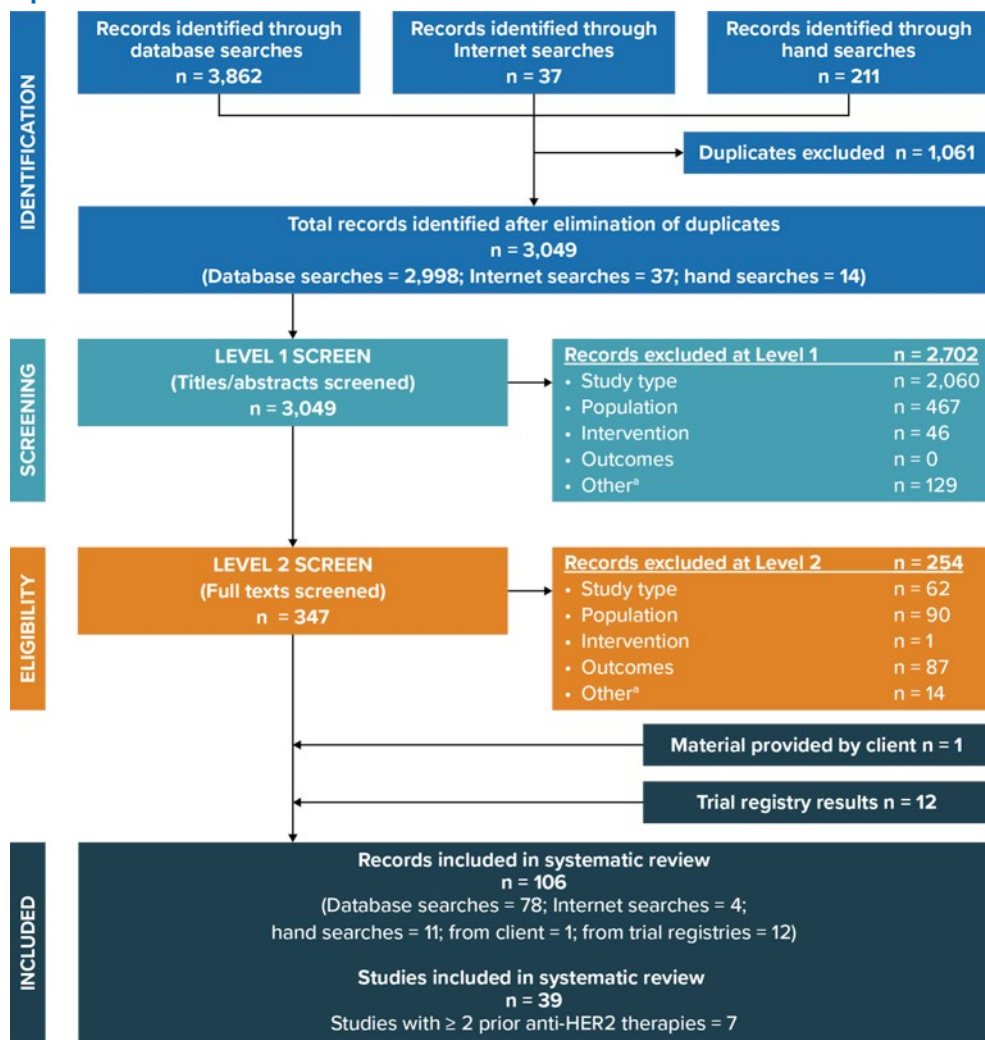 Records identified through
database searches
n = 3,862
Records identified through
Internet searches
n = 37
Records identified through
hand searches
n = 211
IDENTIFICATION
Duplicates excluded n = 1,061
Total records identified after elimination of duplicates
n = 3,049
(Database searches = 2,998; Internet searches = 37; hand searches = 14)
SCREENING
LEVEL 1 SCREEN
(Titles/abstracts screened)
n = 3,049
Records excluded at Level 1 n = 2,702
• Study type n = 2,060
• Population n = 467
• Intervention n = 46
• Outcomes n = 0
• Otherᵃ n = 129
ELIGIBILITY
LEVEL 2 SCREEN
(Full texts screened)
n = 347
Records excluded at Level 2 n = 254
• Study type n = 62
• Population n = 90
• Intervention n = 1
• Outcomes n = 87
• Otherᵃ n = 14
Material provided by client n = 1
Trial registry results n = 12
INCLUDED
Records included in systematic review
n = 106
(Database searches = 78; Internet searches = 4;
hand searches = 11; from client = 1; from trial registries = 12)
Studies included in systematic review
n = 39
Studies with ≥ 2 prior anti-HER2 therapies = 7